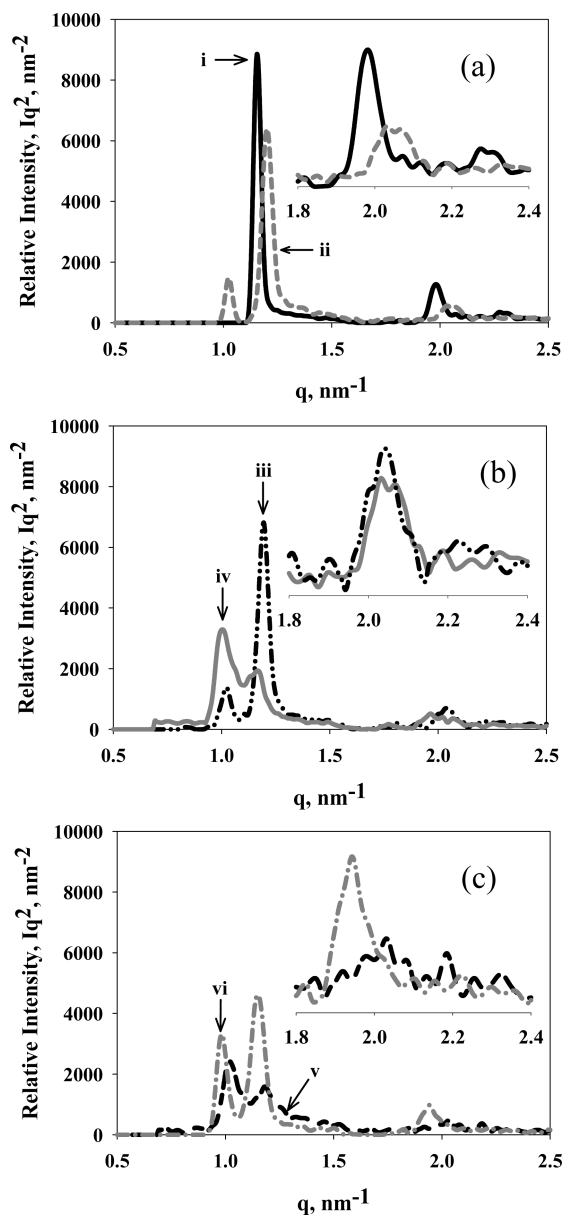 10000
(a)
i
8000
6000
1.8 2.0 2.2 2.4
4000
ii
2000
0
0.5 1.0 1.5 2.0 2.5
Relative Intensity, Iq², nm⁻²
q, nm⁻¹
10000
(b)
iii
8000
6000
1.8 2.0 2.2 2.4
iv
4000
2000
0
0.5 1.0 1.5 2.0 2.5
Relative Intensity, Iq², nm⁻²
q, nm⁻¹
10000
(c)
8000
6000
1.8 2.0 2.2 2.4
vi
4000
v
2000
0
0.5 1.0 1.5 2.0 2.5
Relative Intensity, Iq², nm⁻²
q, nm⁻¹